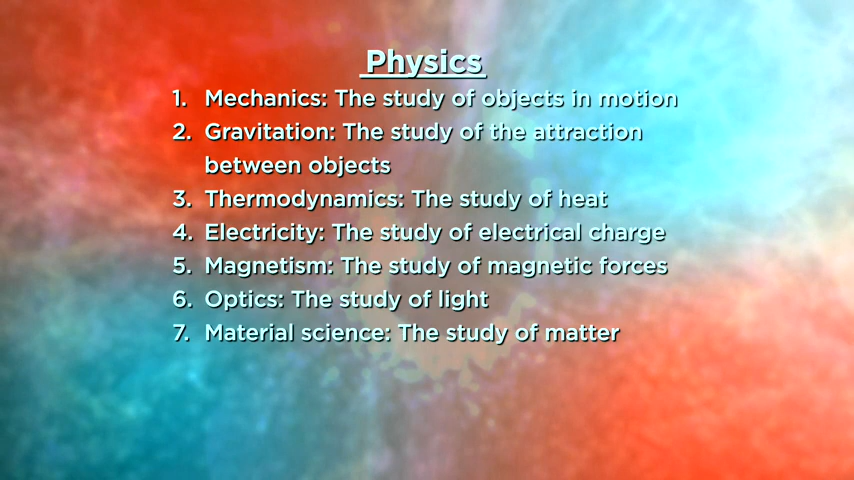 Physics
1. Mechanics: The study of objects in motion
2. Gravitation: The study of the attraction
between objects
3. Thermodynamics: The study of heat
4. Electricity: The study of electrical charge
5. Magnetism: The study of magnetic forces
6. Optics: The study of light
7. Material science: The study of matter